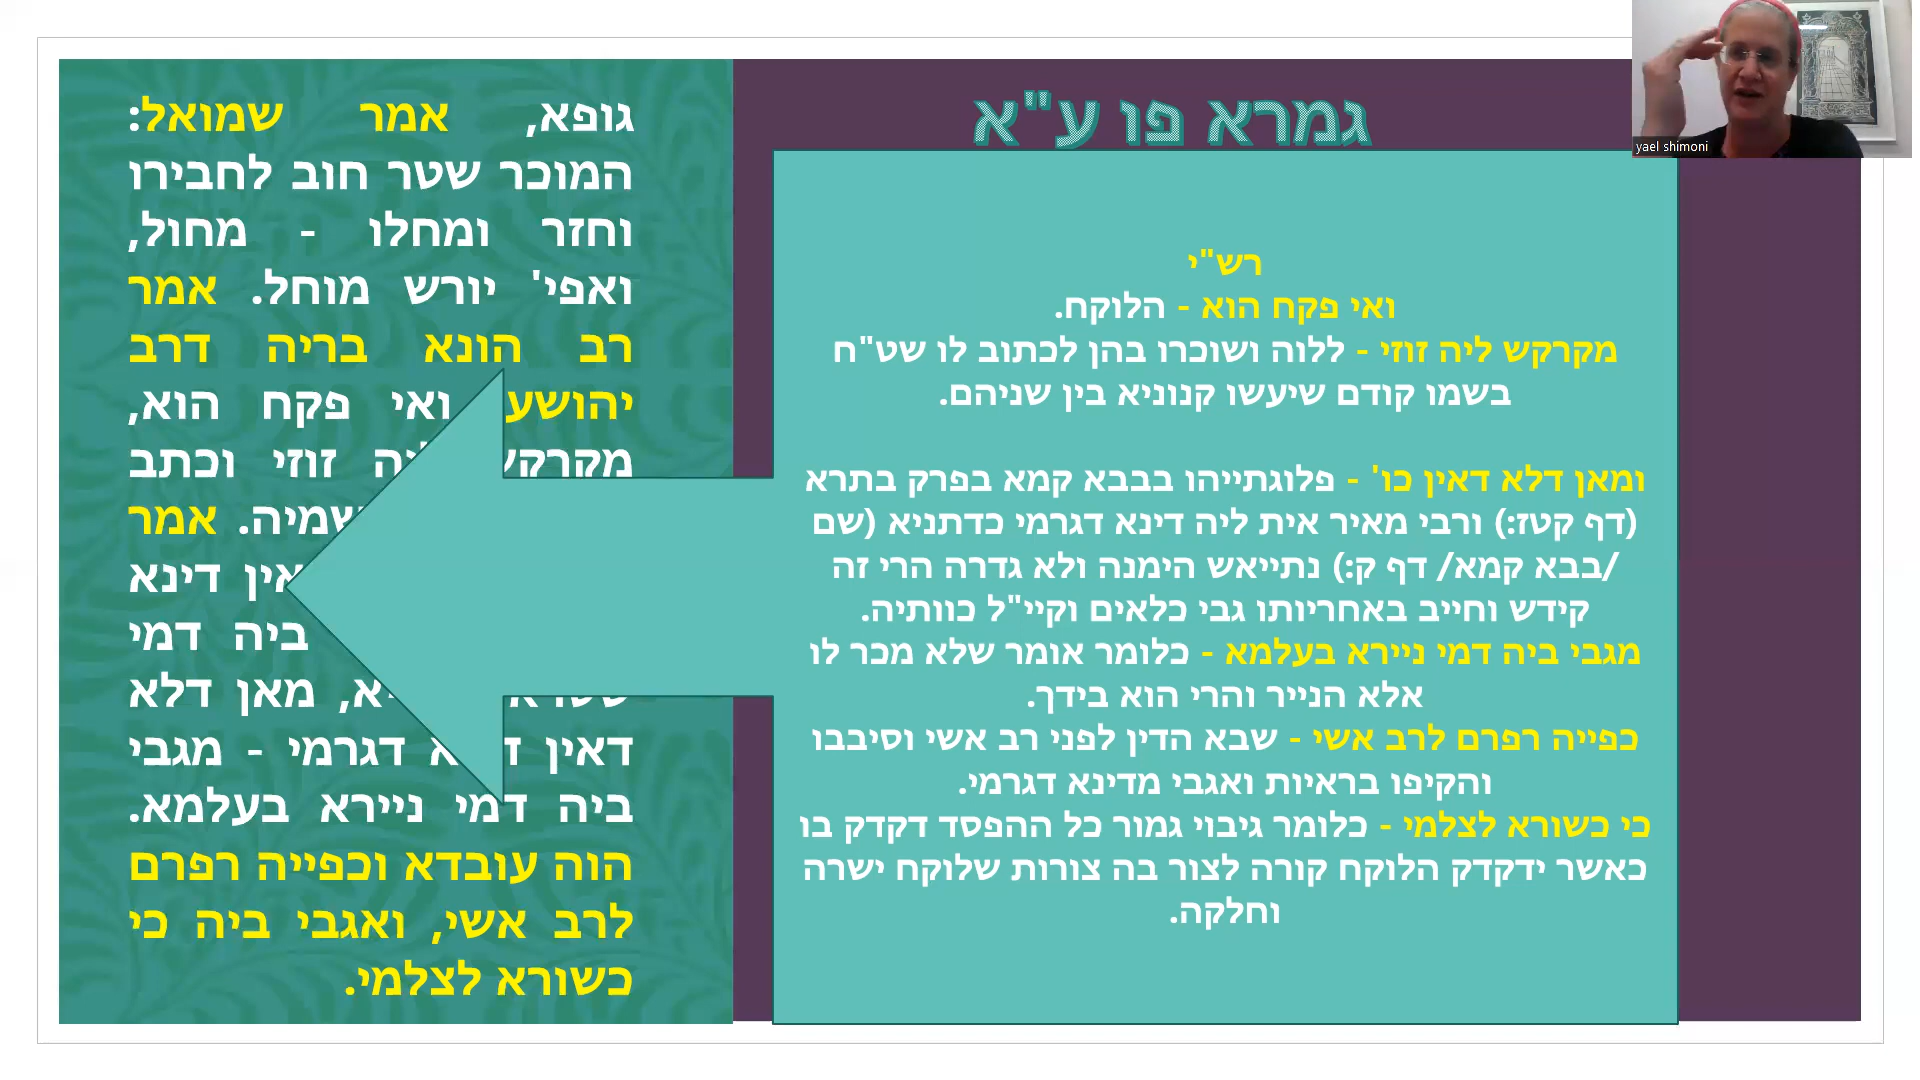 גמרא פו ע"א
גופא, אמר שמואל:
המוכר שטר חוב לחבירו
וחזר ומחלו - מחול,
ואפי' יורש מוחל. אמר
רב הונא בריה דרב
יהושע ואי פקח הוא,
זוזי וכתב
אמר
דינא
ביה דמי
מאן דלא
דאין דגרמי - מגבי
ביה דמי ניירא בעלמא.
הוה עובדא וכפייה רפרם
לרב אשי, ואגבי ביה כי
כשורא לצלמי.
רש"י
ואי פקח הוא - הלוקח.
מקרקש ליה זוזי - ללוה ושוכרו בהן לכתוב לו שט"ח
בשמו קודם שיעשו קנוניא בין שניהם.
ומאן דלא דאין כו' - פלוגתייהו בבבא קמא בפרק בתרא
(דף קטז:) ורבי מאיר אית ליה דינא דגרמי כדתניא (שם
/בבא קמא/ דף ק:) נתייאש הימנה ולא גדרה הרי זה
קידש וחייב באחריותו גבי כלאים וקיי"ל כוותיה.
מגבי ביה דמי ניירא בעלמא - כלומר אומר שלא מכר לו
אלא הנייר והרי הוא בידך.
כפייה רפרם לרב אשי - שבא הדין לפני רב אשי וסיבבו
והקיפו בראיות ואגבי מדינא דגרמי.
כי כשורא לצלמי - כלומר גיבוי גמור כל ההפסד דקדק בו
כאשר ידקדק הלוקח קורה לצור בה צורות שלוקח ישרה
וחלקה.
yael shimoni